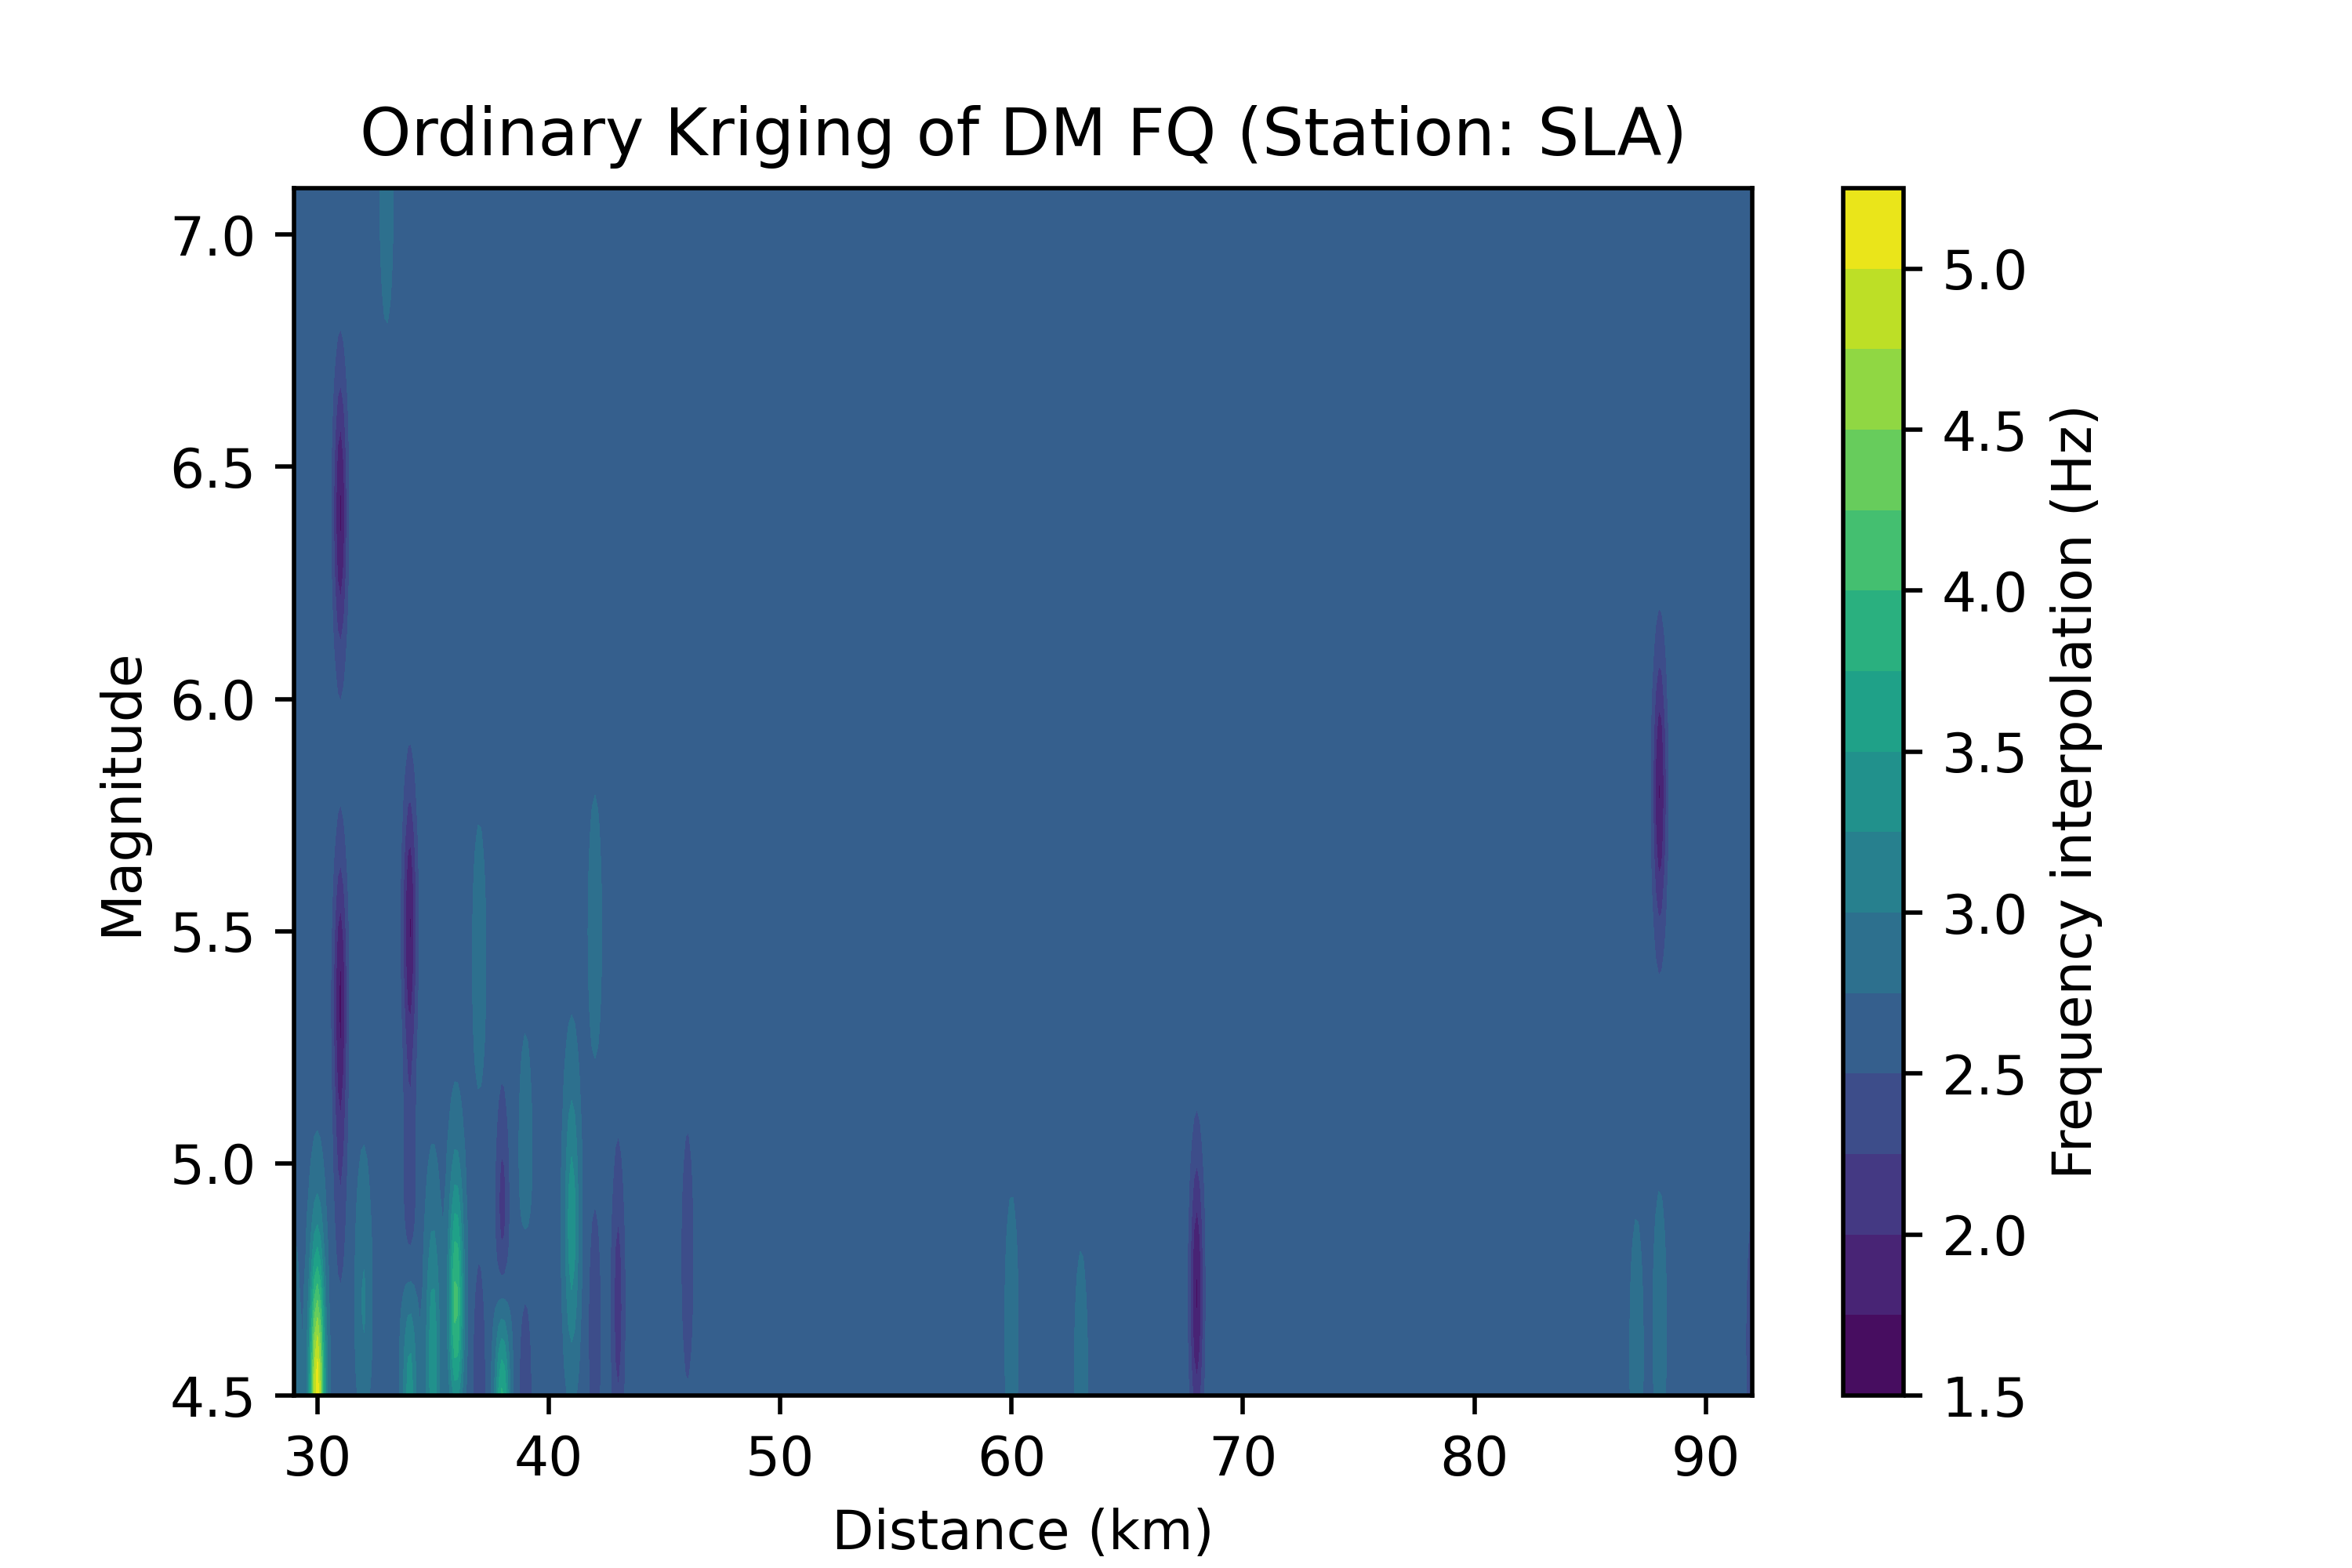 Ordinary Kriging of DM FQ (Station: SLA)
7.0
6.5
6.0
5.5
5.0
4.5
Magnitude
30 40 50 60 70 80 90
Distance (km)
5.0
4.5
4.0
3.5
3.0
2.5
2.0
1.5
Frequency interpolation (Hz)